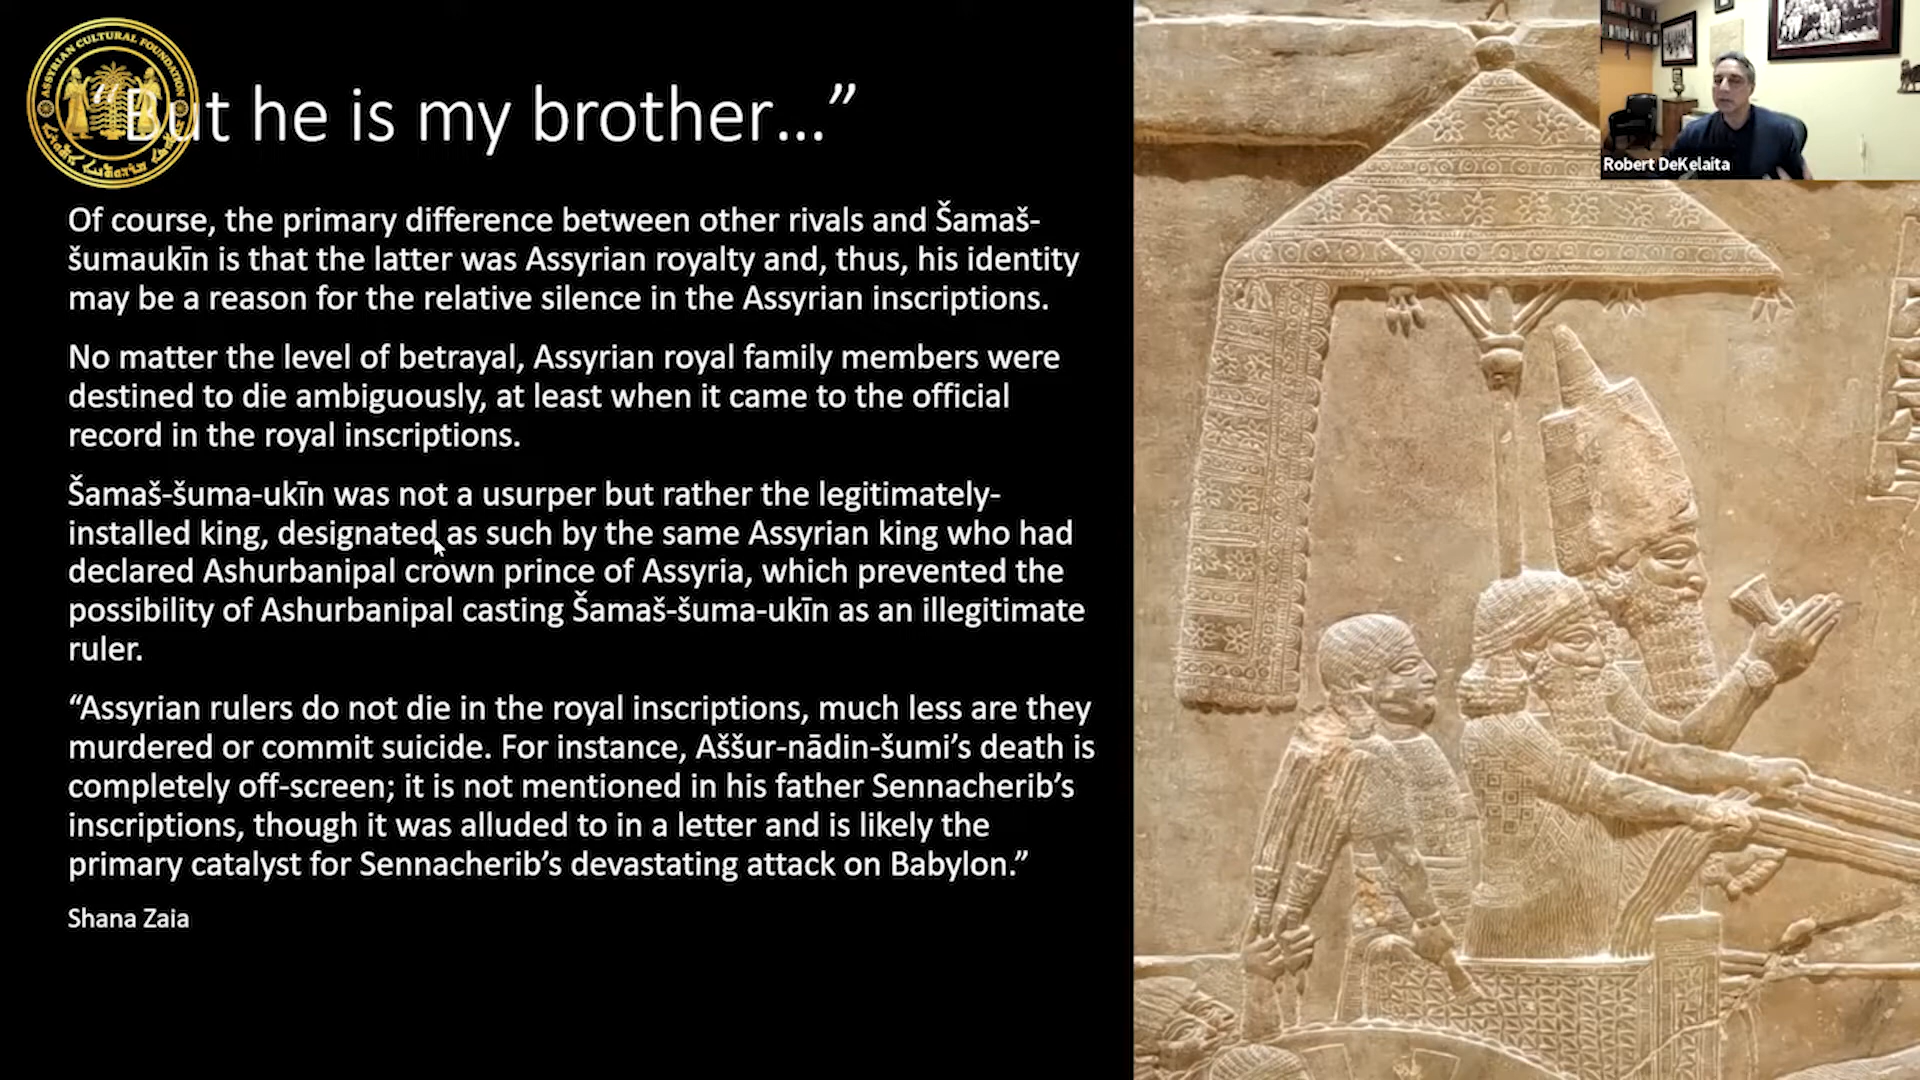 ASSYRIAN CULTURAL FOUNDATION
“But he is my brother...”
Robert DeKelaita
Of course, the primary difference between other rivals and Šamaš-
šumaukīn is that the latter was Assyrian royalty and, thus, his identity
may be a reason for the relative silence in the Assyrian inscriptions.
No matter the level of betrayal, Assyrian royal family members were
destined to die ambiguously, at least when it came to the official
record in the royal inscriptions.
Šamaš-šuma-ukīn was not a usurper but rather the legitimately-
installed king, designated as such by the same Assyrian king who had
declared Ashurbanipal crown prince of Assyria, which prevented the
possibility of Ashurbanipal casting Šamaš-šuma-ukīn as an illegitimate
ruler.
“Assyrian rulers do not die in the royal inscriptions, much less are they
murdered or commit suicide. For instance, Aššur-nādin-šumi’s death is
completely off-screen; it is not mentioned in his father Sennacherib’s
inscriptions, though it was alluded to in a letter and is likely the
primary catalyst for Sennacherib’s devastating attack on Babylon.”
Shana Zaia